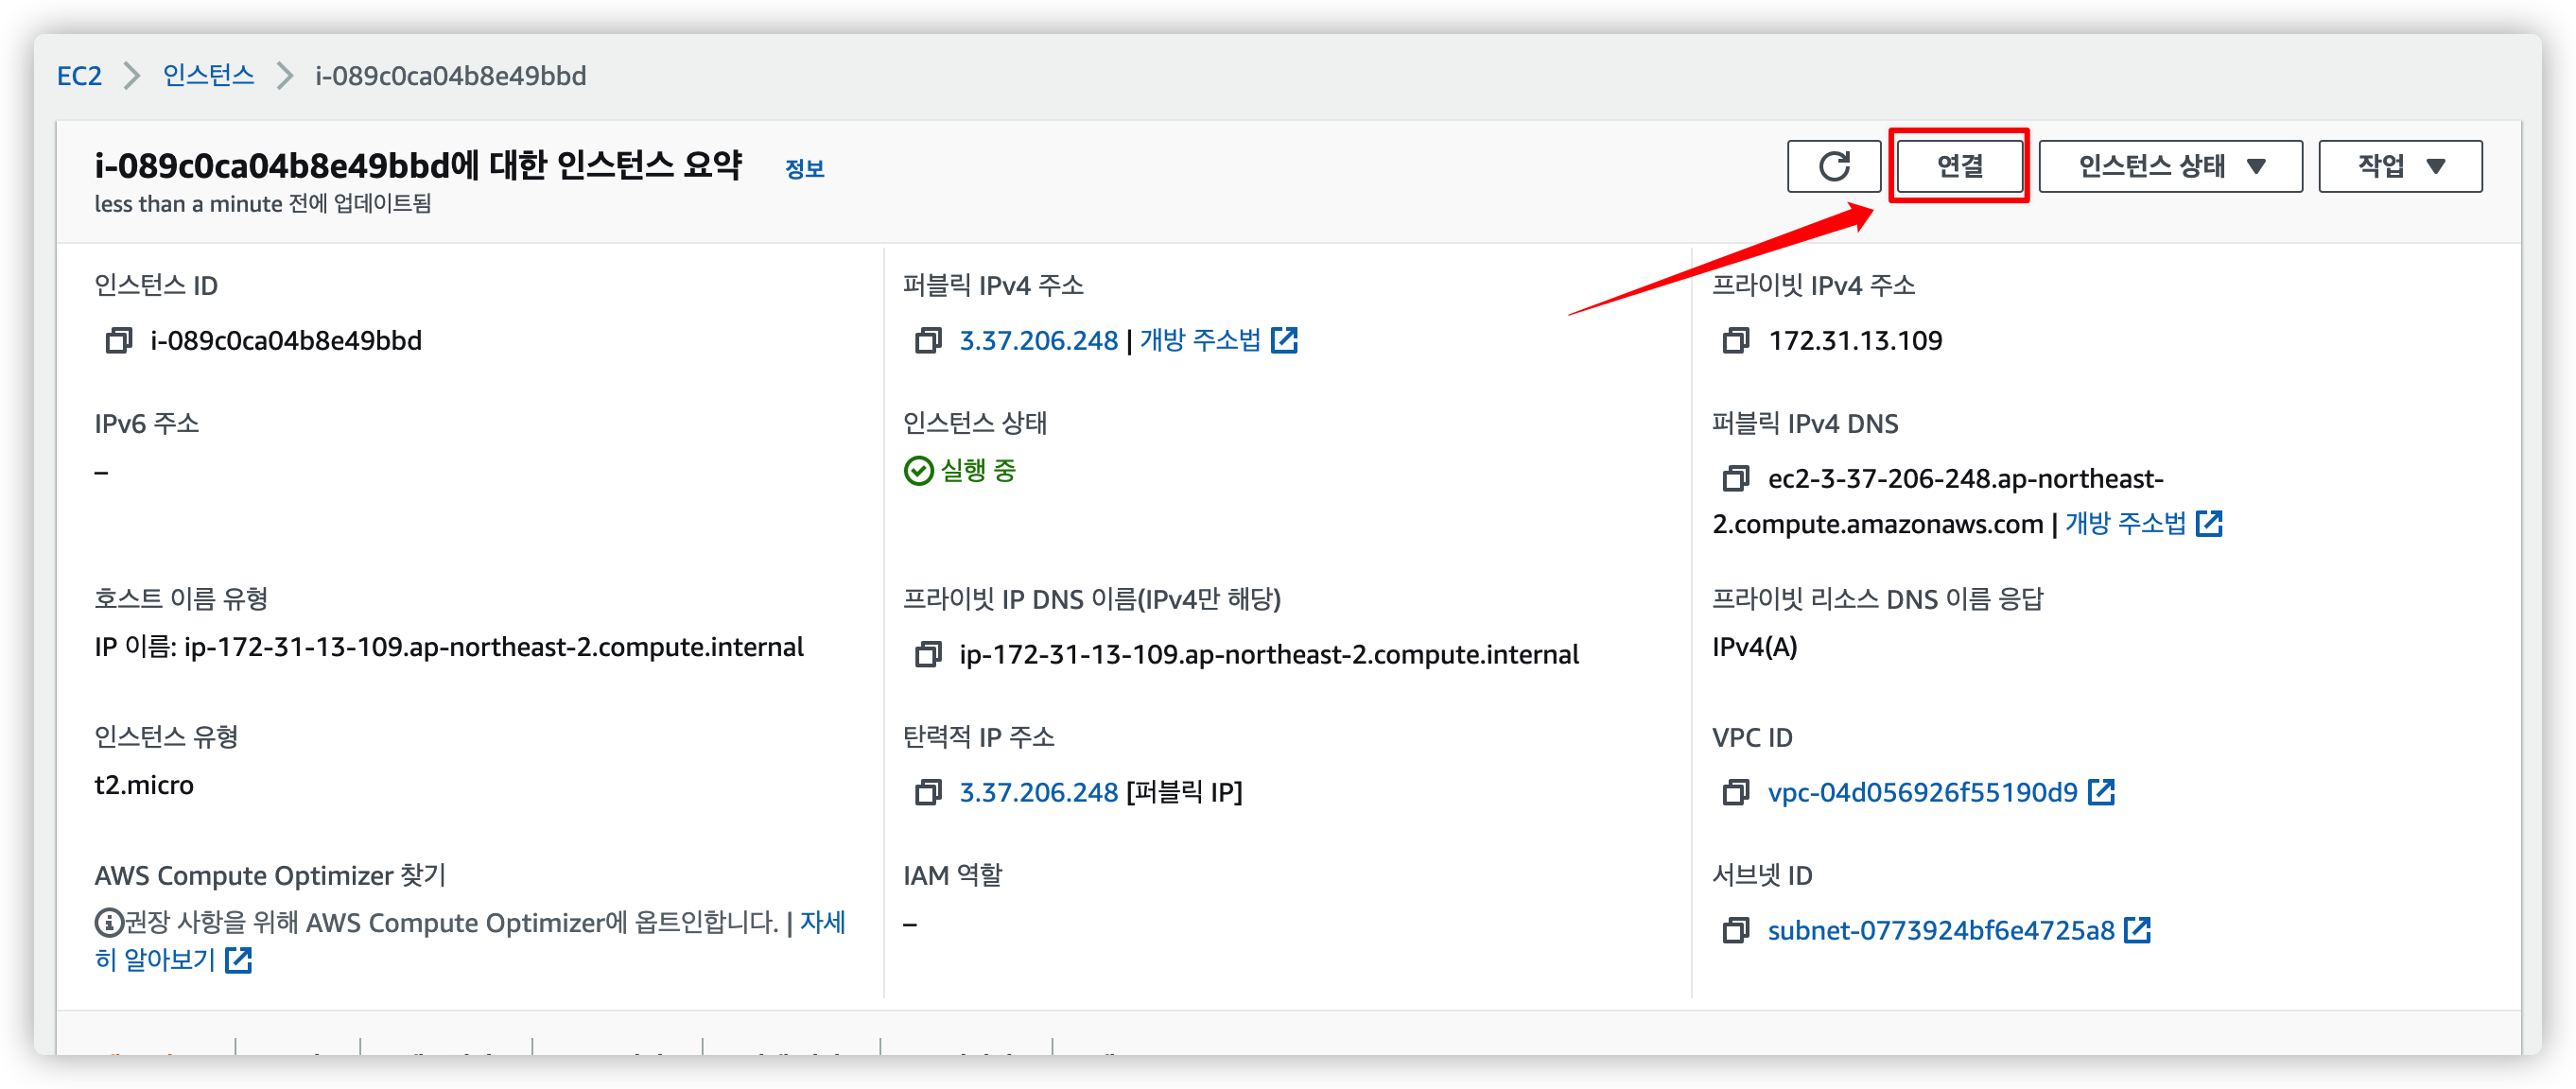 EC2 > 인스턴스 > i-089c0ca04b8e49bbd
i-089c0ca04b8e49bbd에 대한 인스턴스 요약 정보
less than a minute 전에 업데이트됨
연결
인스턴스 상태 ▼
작업 ▼
인스턴스 ID
i-089c0ca04b8e49bbd
퍼블릭 IPv4 주소
3.37.206.248 | 개방 주소법
프라이빗 IPv4 주소
172.31.13.109
IPv6 주소
–
인스턴스 상태
실행 중
퍼블릭 IPv4 DNS
ec2-3-37-206-248.ap-northeast-
2.compute.amazonaws.com | 개방 주소법
호스트 이름 유형
IP 이름: ip-172-31-13-109.ap-northeast-2.compute.internal
프라이빗 IP DNS 이름(IPv4만 해당)
ip-172-31-13-109.ap-northeast-2.compute.internal
프라이빗 리소스 DNS 이름 응답
IPv4(A)
인스턴스 유형
t2.micro
탄력적 IP 주소
3.37.206.248 [퍼블릭 IP]
VPC ID
vpc-04d056926f55190d9
AWS Compute Optimizer 찾기
권장 사항을 위해 AWS Compute Optimizer에 옵트인합니다. | 자세
히 알아보기
IAM 역할
–
서브넷 ID
subnet-0773924bf6e4725a8